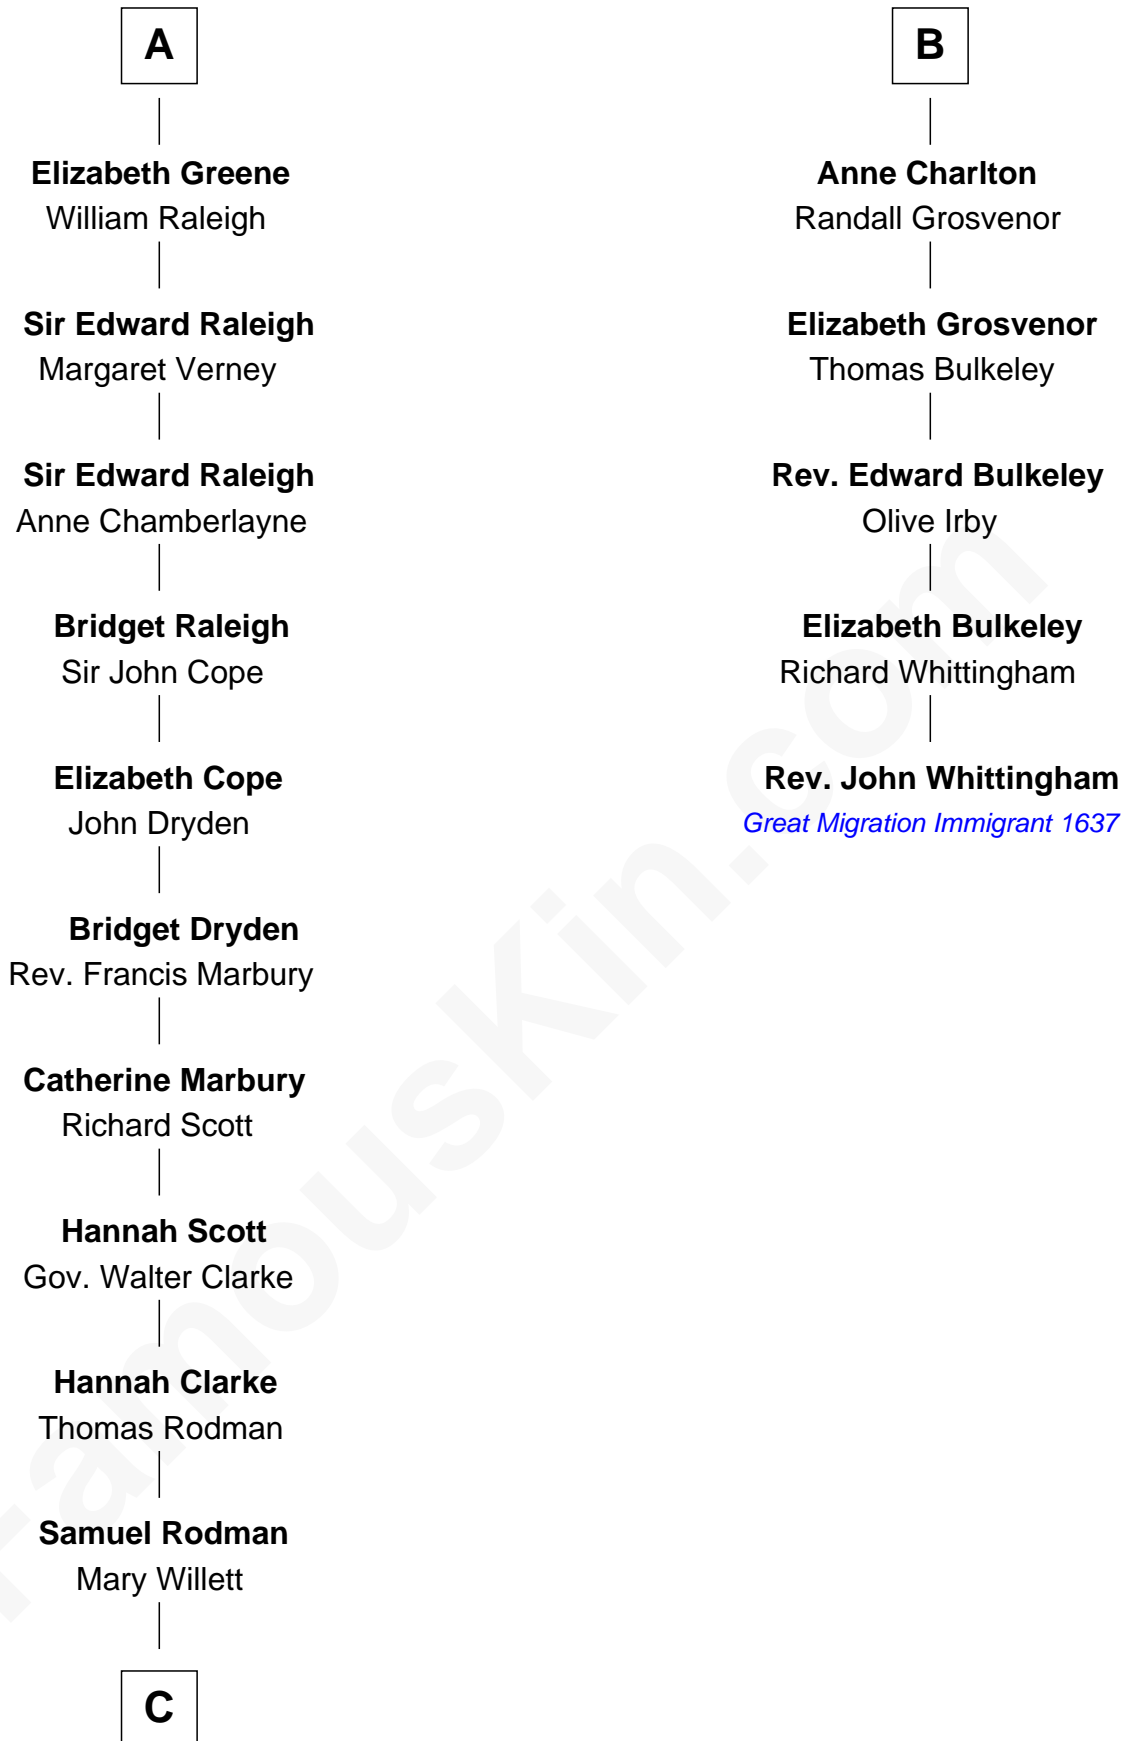 A
Elizabeth Greene
William Raleigh
Sir Edward Raleigh
Margaret Verney
Sir Edward Raleigh
Anne Chamberlayne
Bridget Raleigh
Sir John Cope
Elizabeth Cope
John Dryden
Bridget Dryden
Rev. Francis Marbury
Catherine Marbury
Richard Scott
Hannah Scott
Gov. Walter Clarke
Hannah Clarke
Thomas Rodman
Samuel Rodman
Mary Willett
C
B
Anne Charlton
Randall Grosvenor
Elizabeth Grosvenor
Thomas Bulkeley
Rev. Edward Bulkeley
Olive Irby
Elizabeth Bulkeley
Richard Whittingham
Rev. John Whittingham
Great Migration Immigrant 1637
FamousKin.com